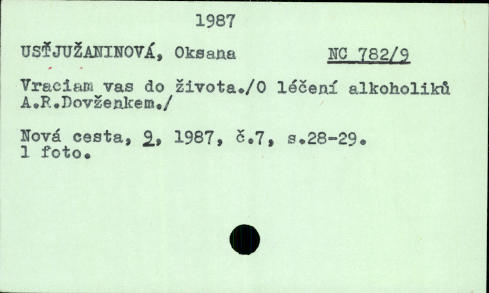 1987
USŤJUŽANINOVÁ, Oksana NC 782/9
Vraciam vas do života./O léčení alkoholiků
A.R.Dovženkem./
Nová cesta, 9, 1987, č.7, s.28-29.
1 foto.